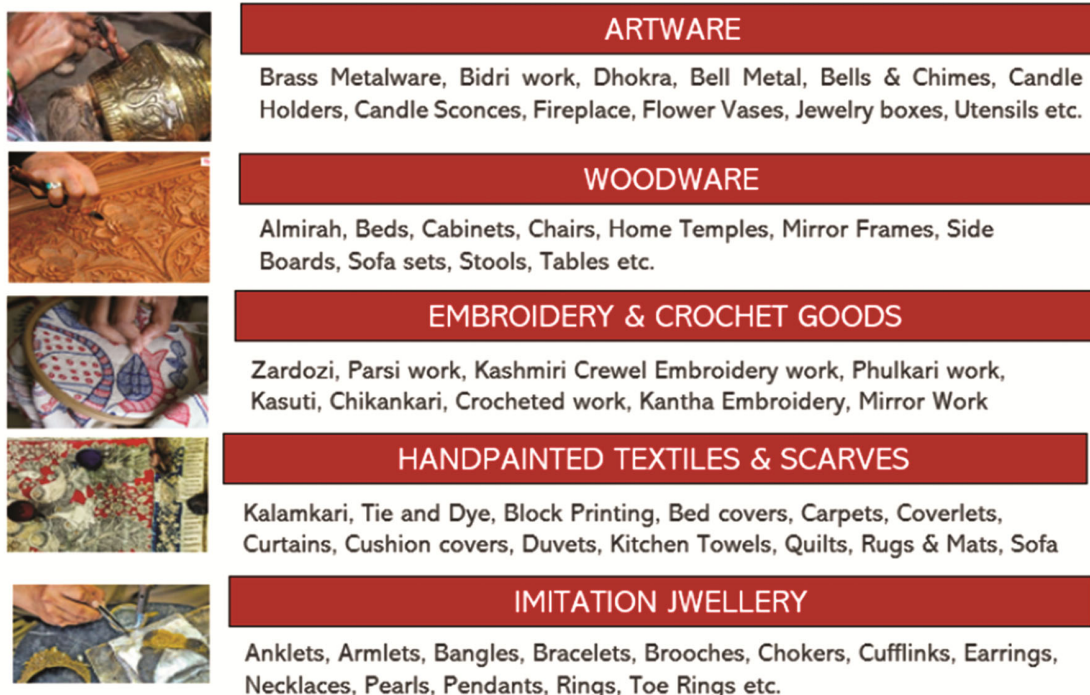 ARTWARE
Brass Metalware, Bidri work, Dhokra, Bell Metal, Bells & Chimes, Candle
Holders, Candle Sconces, Fireplace, Flower Vases, Jewelry boxes, Utensils etc.
WOODWARE
Almirah, Beds, Cabinets, Chairs, Home Temples, Mirror Frames, Side
Boards, Sofa sets, Stools, Tables etc.
EMBROIDERY & CROCHET GOODS
Zardozi, Parsi work, Kashmiri Crewel Embroidery work, Phulkari work,
Kasuti, Chikankari, Crocheted work, Kantha Embroidery, Mirror Work
HANDPAINTED TEXTILES & SCARVES
Kalamkari, Tie and Dye, Block Printing, Bed covers, Carpets, Coverlets,
Curtains, Cushion covers, Duvets, Kitchen Towels, Quilts, Rugs & Mats, Sofa
IMITATION JWELLERY
Anklets, Armlets, Bangles, Bracelets, Brooches, Chokers, Cufflinks, Earrings,
Necklaces, Pearls, Pendants, Rings, Toe Rings etc.